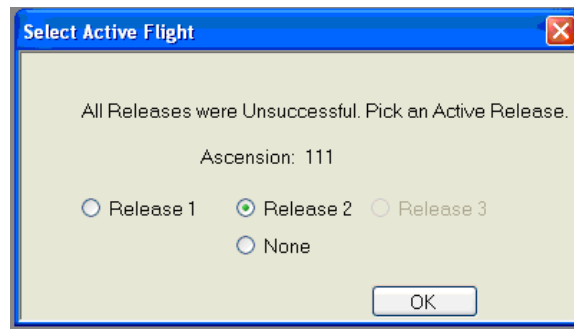 Select Active Flight
All Releases were Unsuccessful. Pick an Active Release.
Ascension: 111
Release 1 Release 2 Release 3
None
OK